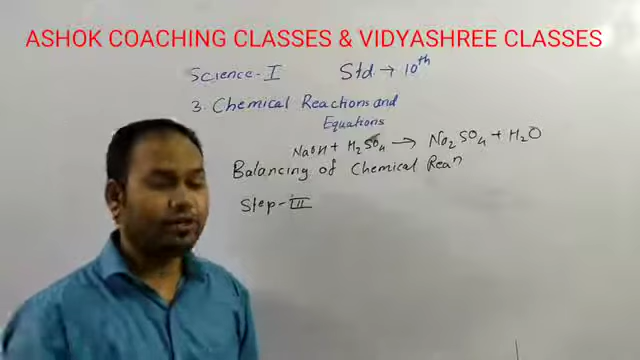 ASHOK COACHING CLASSES & VIDYASHREE CLASSES
Science-I Std → 10th
3. Chemical Reactions and
Equations
NaOH + H₂SO₄ → Na₂SO₄ + H₂O
Balancing of Chemical Reaⁿ
Step-III